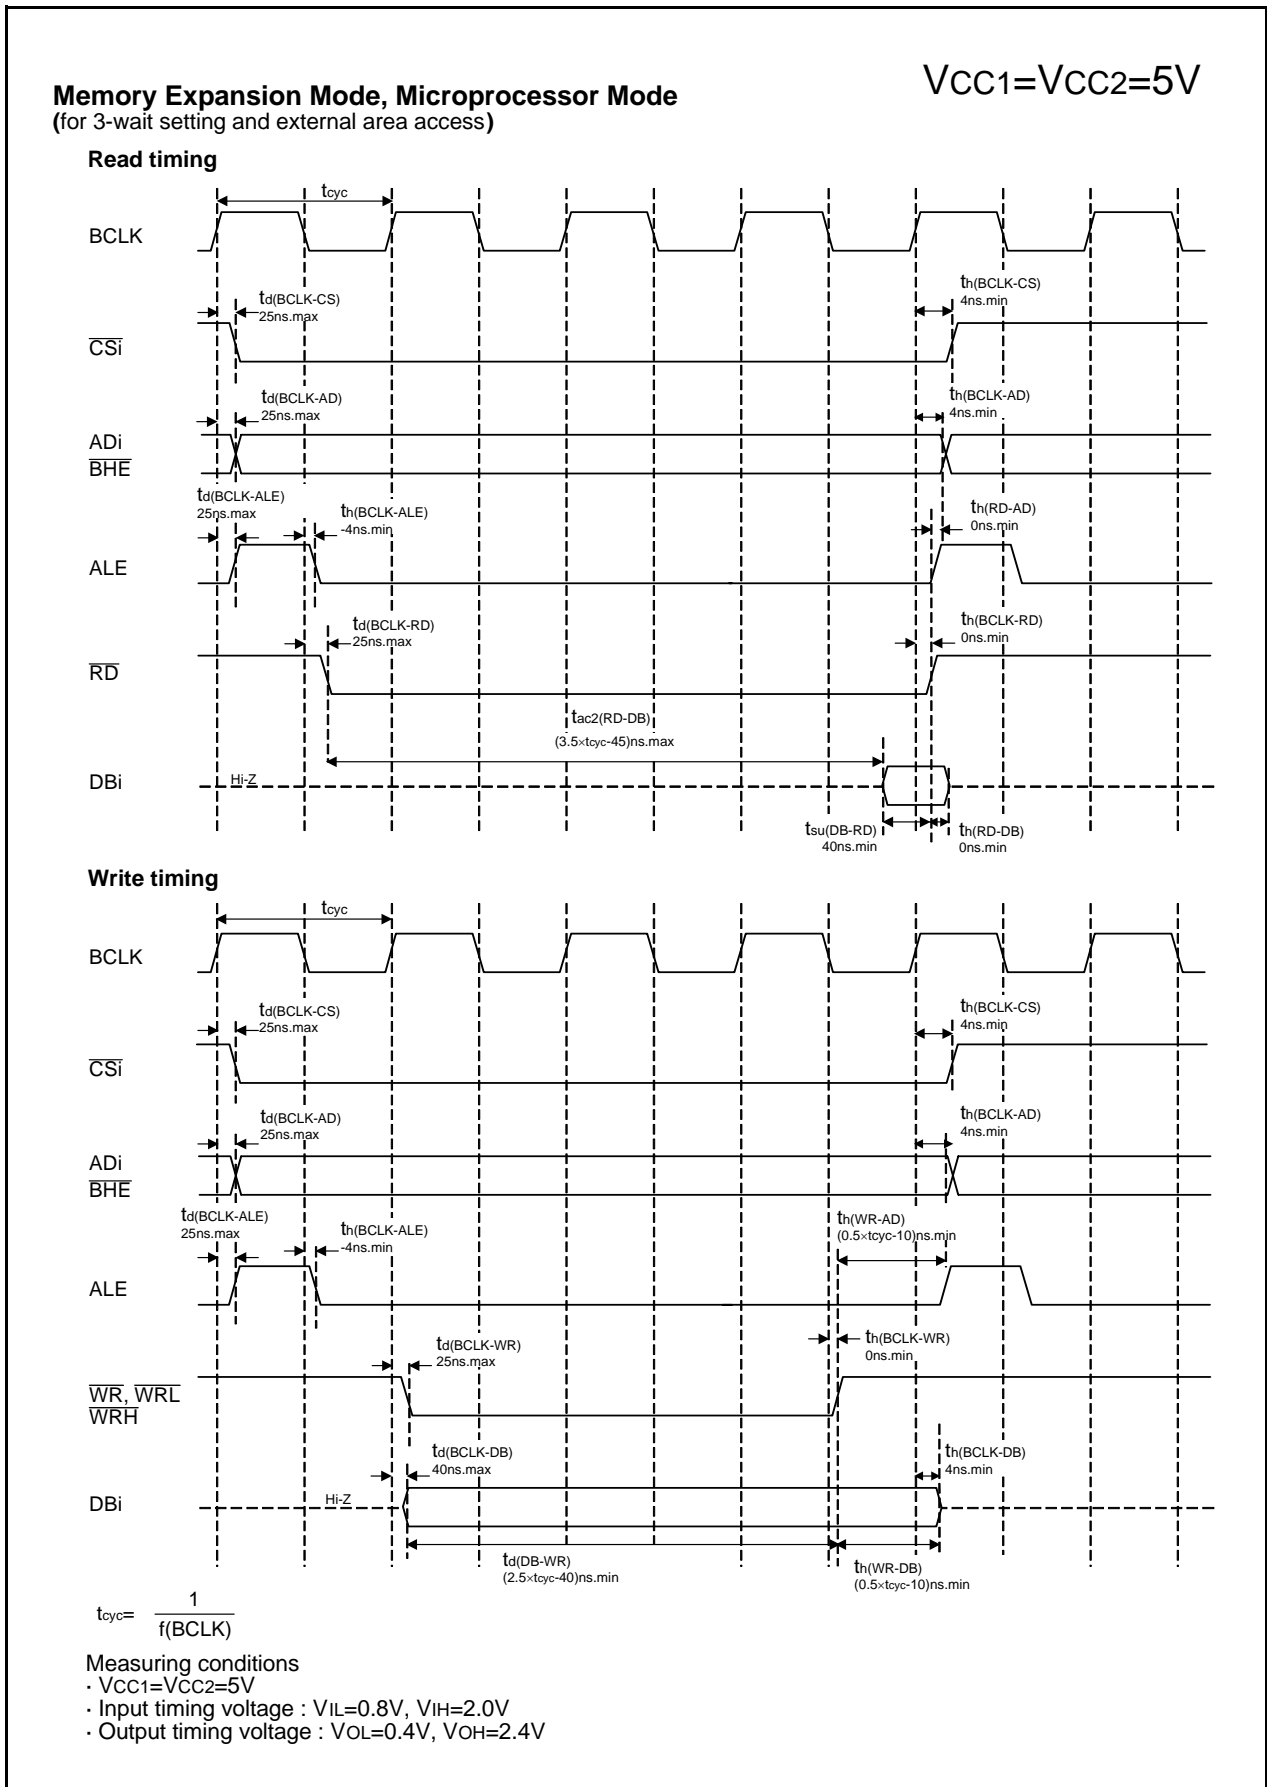 VCC1=VCC2=5V
Memory Expansion Mode, Microprocessor Mode
(for 3-wait setting and external area access)
Read timing
tcyc
BCLK
td(BCLK-CS)
25ns.max
th(BCLK-CS)
4ns.min
CSi
td(BCLK-AD)
25ns.max
th(BCLK-AD)
4ns.min
ADi
BHE
td(BCLK-ALE)
25ns.max
th(BCLK-ALE)
-4ns.min
th(RD-AD)
0ns.min
ALE
td(BCLK-RD)
25ns.max
th(BCLK-RD)
0ns.min
RD
tac2(RD-DB)
(3.5×tcyc-45)ns.max
DBi
Hi-Z
tsu(DB-RD)
40ns.min
th(RD-DB)
0ns.min
Write timing
tcyc
BCLK
td(BCLK-CS)
25ns.max
th(BCLK-CS)
4ns.min
CSi
td(BCLK-AD)
25ns.max
th(BCLK-AD)
4ns.min
ADi
BHE
td(BCLK-ALE)
25ns.max
th(BCLK-ALE)
-4ns.min
th(WR-AD)
(0.5×tcyc-10)ns.min
ALE
td(BCLK-WR)
25ns.max
th(BCLK-WR)
0ns.min
WR, WRL
WRH
td(BCLK-DB)
40ns.max
th(BCLK-DB)
4ns.min
DBi
Hi-Z
td(DB-WR)
(2.5×tcyc-40)ns.min
th(WR-DB)
(0.5×tcyc-10)ns.min
tcyc= 1
f(BCLK)
Measuring conditions
· VCC1=VCC2=5V
· Input timing voltage : VIL=0.8V, VIH=2.0V
· Output timing voltage : VOL=0.4V, VOH=2.4V